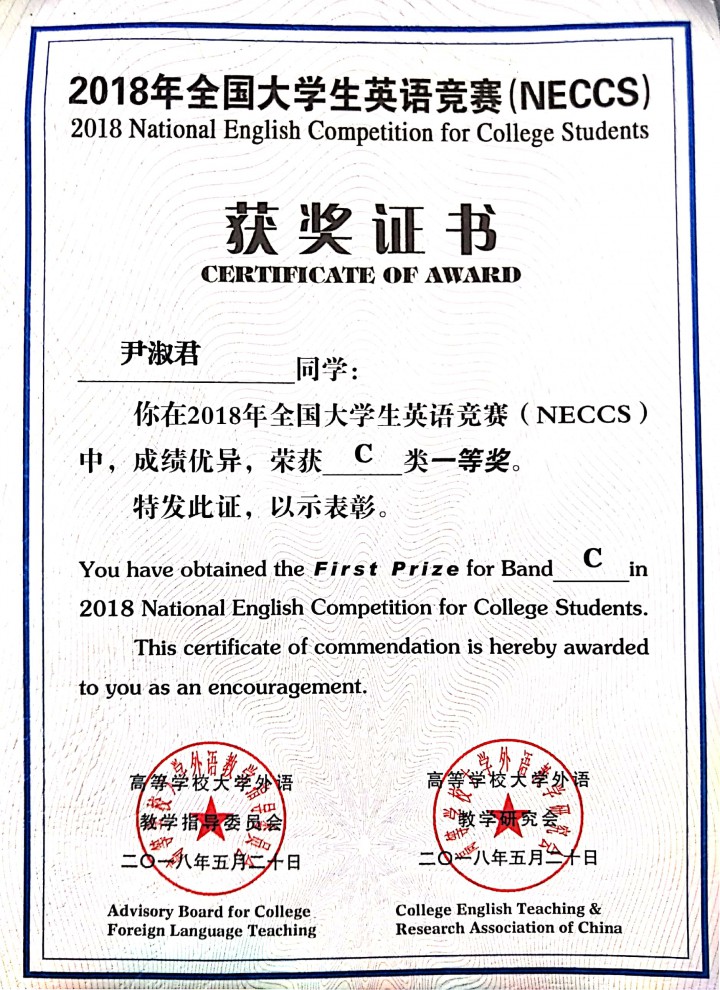 2018年全国大学生英语竞赛(NECCS)
2018 National English Competition for College Students
获奖证书
CERTIFICATE OF AWARD
尹淑君同学：
你在2018年全国大学生英语竞赛（NECCS）
中，成绩优异，荣获C类一等奖。
特发此证，以示表彰。
You have obtained the First Prize for Band C in
2018 National English Competition for College Students.
This certificate of commendation is hereby awarded
to you as an encouragement.
高等学校大学外语
教学指导委员会
二〇一八年五月二十日
Advisory Board for College
Foreign Language Teaching
高等学校大学外语
教学研究会
二〇一八年五月二十日
College English Teaching &
Research Association of China